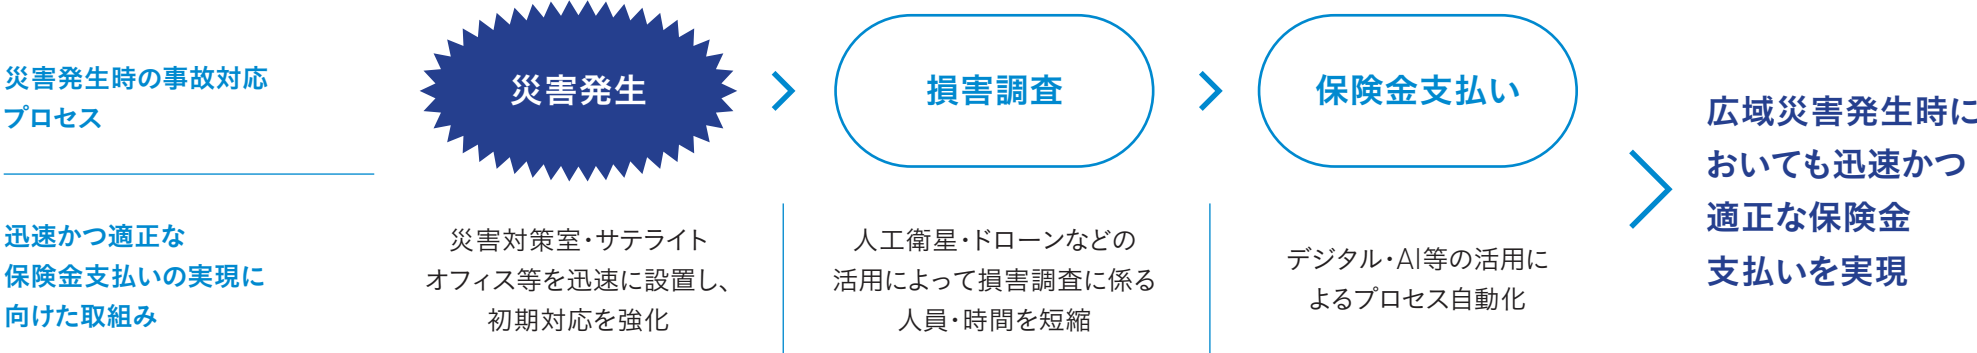 災害発生時の事故対応
プロセス
災害発生
損害調査
保険金支払い
迅速かつ適正な
保険金支払いの実現に
向けた取組み
災害対策室・サテライト
オフィス等を迅速に設置し、
初期対応を強化
人工衛星・ドローンなどの
活用によって損害調査に係る
人員・時間を短縮
デジタル・AI等の活用に
よるプロセス自動化
広域災害発生時に
おいても迅速かつ
適正な保険金
支払いを実現